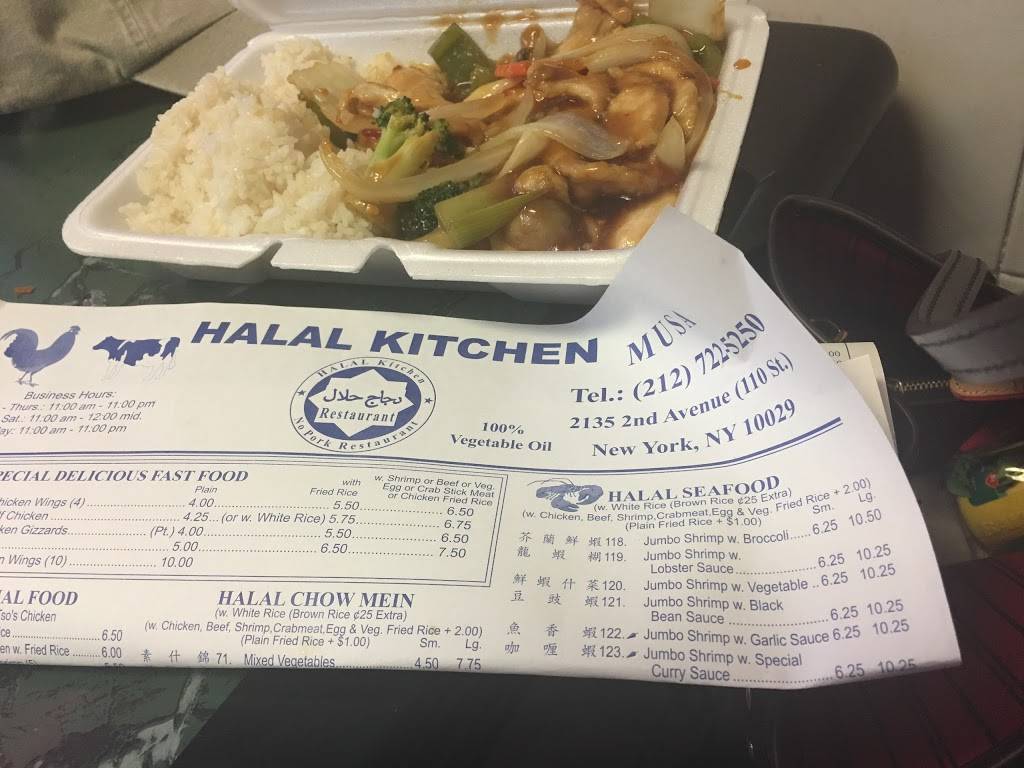 HALAL KITCHEN
MUSA
Tel.: (212) 722-5250
2135 2nd Avenue (110 St.)
New York, NY 10029
Business Hours:
- Thurs.: 11:00 am - 11:00 pm
Sat.: 11:00 am - 12:00 mid.
ay: 11:00 am - 11:00 pm
HALAL Kitchen
دجاج حلال
Restaurant
No Pork Restaurant
100%
Vegetable Oil
PECIAL DELICIOUS FAST FOOD
Plain
with
Fried Rice
w. Shrimp or Beef or Veg.
Egg or Crab Stick Meat
or Chicken Fried Rice
hicken Wings (4) 4.00 5.50 6.50
f Chicken 4.25 (or w. White Rice) 5.75 6.75
ken Gizzards (Pt.) 4.00 5.50 6.50
5.00 6.50 7.50
n Wings (10) 10.00
AL FOOD
Tso's Chicken
ce 6.50
en w. Fried Rice 6.00
HALAL CHOW MEIN
(w. White Rice (Brown Rice ¢25 Extra)
(w. Chicken, Beef, Shrimp,Crabmeat,Egg & Veg. Fried Rice + 2.00)
(Plain Fried Rice + $1.00) Sm. Lg.
素什錦 71. Mixed Vegetables 4.50 7.75
HALAL SEAFOOD
(w. White Rice (Brown Rice ¢25 Extra)
(w. Chicken, Beef, Shrimp,Crabmeat,Egg & Veg. Fried Rice + 2.00)
(Plain Fried Rice + $1.00) Sm. Lg.
芥蘭鮮蝦 118. Jumbo Shrimp w. Broccoli 6.25 10.50
龍蝦糊 119. Jumbo Shrimp w.
Lobster Sauce 6.25 10.25
鮮蝦什菜 120. Jumbo Shrimp w. Vegetable 6.25 10.25
豆豉蝦 121. Jumbo Shrimp w. Black
Bean Sauce 6.25 10.25
魚香蝦 122. Jumbo Shrimp w. Garlic Sauce 6.25 10.25
咖喱蝦 123. Jumbo Shrimp w. Special
Curry Sauce 6.25 10.25